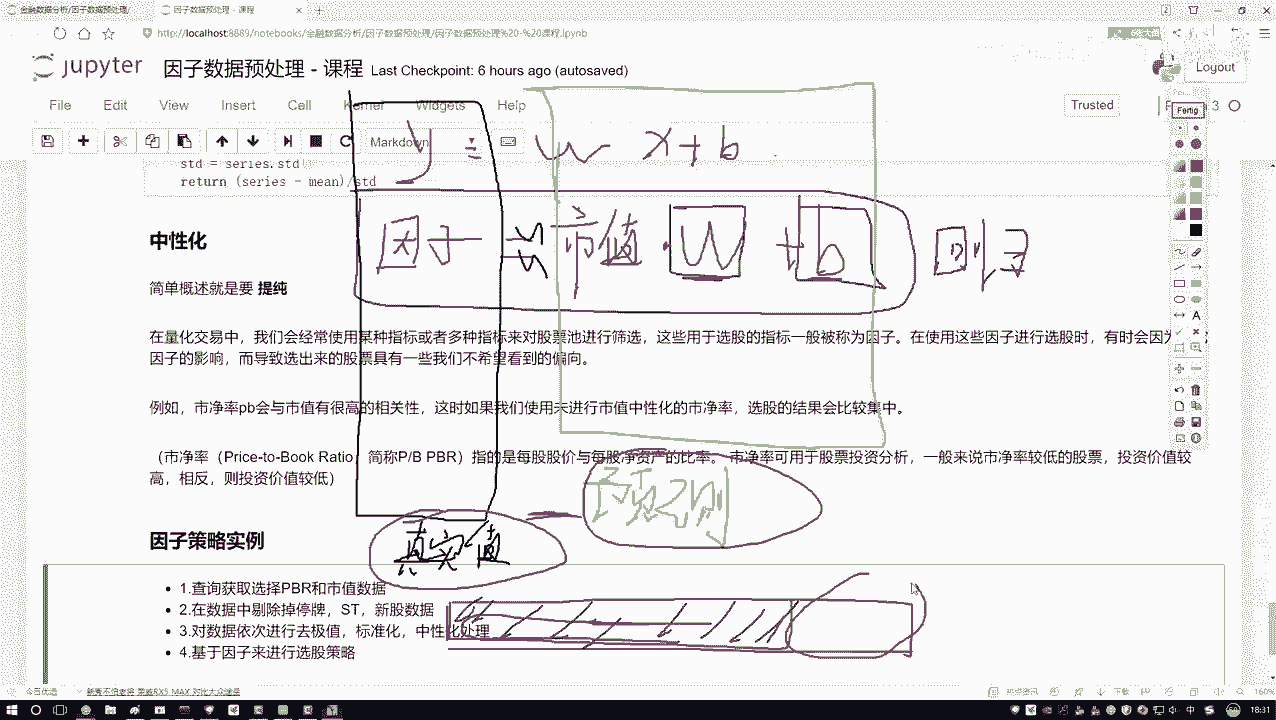 金融数据分析/因子数据预处理/
因子数据预处理 - 课程
http://localhost:8889/notebooks/金融数据分析/因子数据预处理/因子数据预处理%20-%20课程.ipynb
jupyter 因子数据预处理 - 课程 Last Checkpoint: 6 hours ago (autosaved)
Logout
File Edit View Insert Cell Kernel Widgets Help
Trusted
3
Fertig
Markdown
y = w x + b
std = series.std()
return (series - mean)/std
因子 市值 · W + b 因子
中性化
简单概述就是要 提纯
在量化交易中，我们会经常使用某种指标或者多种指标来对股票池进行筛选，这些用于选股的指标一般被称为因子。在使用这些因子进行选股时，有时会因为
因子的影响，而导致选出来的股票具有一些我们不希望看到的偏向。
例如，市净率pb会与市值有很高的相关性，这时如果我们使用未进行市值中性化的市净率，选股的结果会比较集中。
（市净率（Price-to-Book Ratio，简称P/B PBR）指的是每股股价与每股净资产的比率。 市净率可用于股票投资分析，一般来说市净率较低的股票，投资价值较
高，相反，则投资价值较低）
真实值 — 预测
因子策略实例
1.查询获取选择PBR和市值数据
2.在数据中剔除掉停牌，ST，新股数据
3.对数据依次进行去极值，标准化，中性化处理
4.基于因子来进行选股策略
今日优选
热点资讯
下载
160%
中
18:31